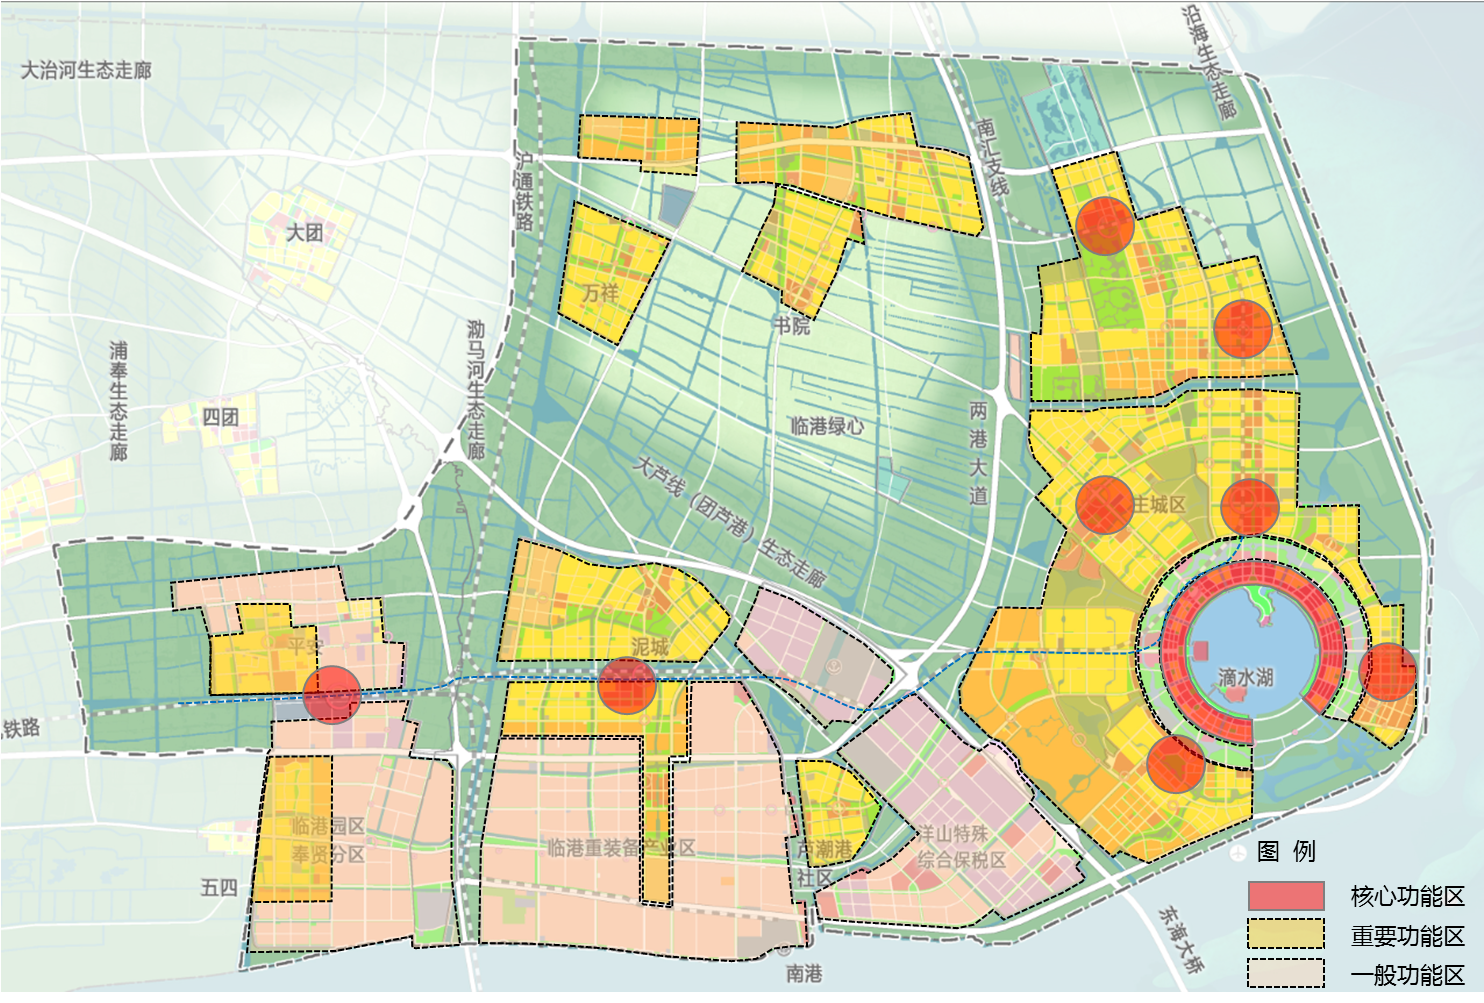 大治河生态走廊
沿海生态走廊
沪通铁路
南汇支线
大团
万祥
书院
浦奉生态走廊
泐马河生态走廊
四团
临港绿心
两港大道
大芦线（团芦港）生态走廊
主城区
平安
泥城
滴水湖
铁路
临港园区
奉贤分区
临港重装备产业区
芦潮港
社区
洋山特殊
综合保税区
五四
东海大桥
南港
图 例
核心功能区
重要功能区
一般功能区